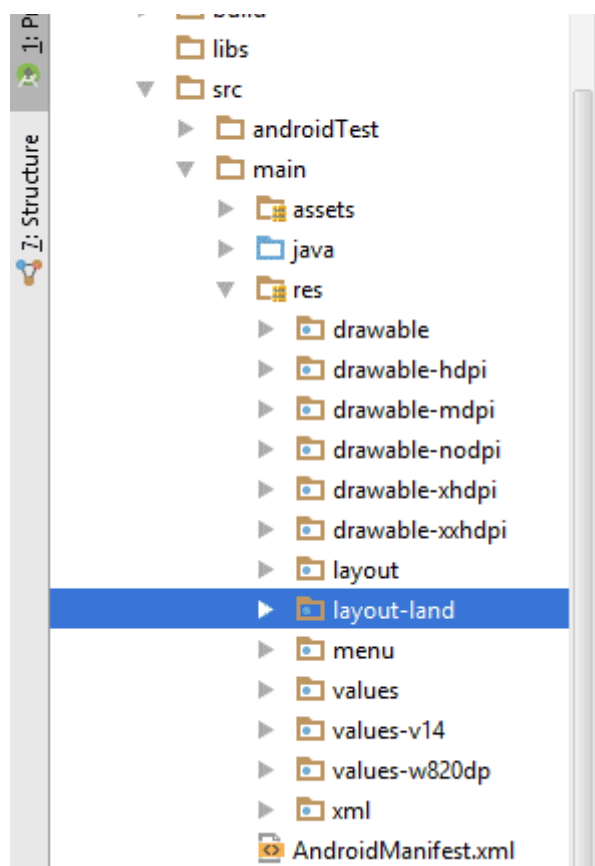 build
libs
src
androidTest
main
assets
java
res
drawable
drawable-hdpi
drawable-mdpi
drawable-nodpi
drawable-xhdpi
drawable-xxhdpi
layout
layout-land
menu
values
values-v14
values-w820dp
xml
AndroidManifest.xml
7: Structure